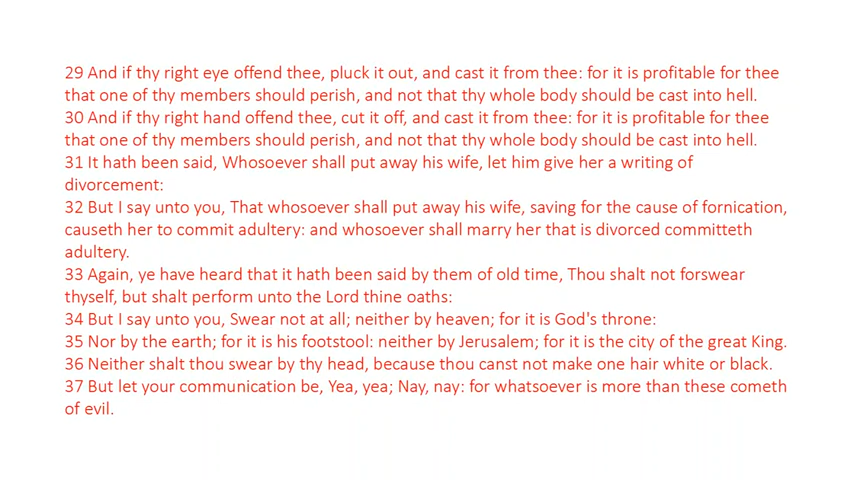 29 And if thy right eye offend thee, pluck it out, and cast it from thee: for it is profitable for thee
that one of thy members should perish, and not that thy whole body should be cast into hell.
30 And if thy right hand offend thee, cut it off, and cast it from thee: for it is profitable for thee
that one of thy members should perish, and not that thy whole body should be cast into hell.
31 It hath been said, Whosoever shall put away his wife, let him give her a writing of
divorcement:
32 But I say unto you, That whosoever shall put away his wife, saving for the cause of fornication,
causeth her to commit adultery: and whosoever shall marry her that is divorced committeth
adultery.
33 Again, ye have heard that it hath been said by them of old time, Thou shalt not forswear
thyself, but shalt perform unto the Lord thine oaths:
34 But I say unto you, Swear not at all; neither by heaven; for it is God's throne:
35 Nor by the earth; for it is his footstool: neither by Jerusalem; for it is the city of the great King.
36 Neither shalt thou swear by thy head, because thou canst not make one hair white or black.
37 But let your communication be, Yea, yea; Nay, nay: for whatsoever is more than these cometh
of evil.